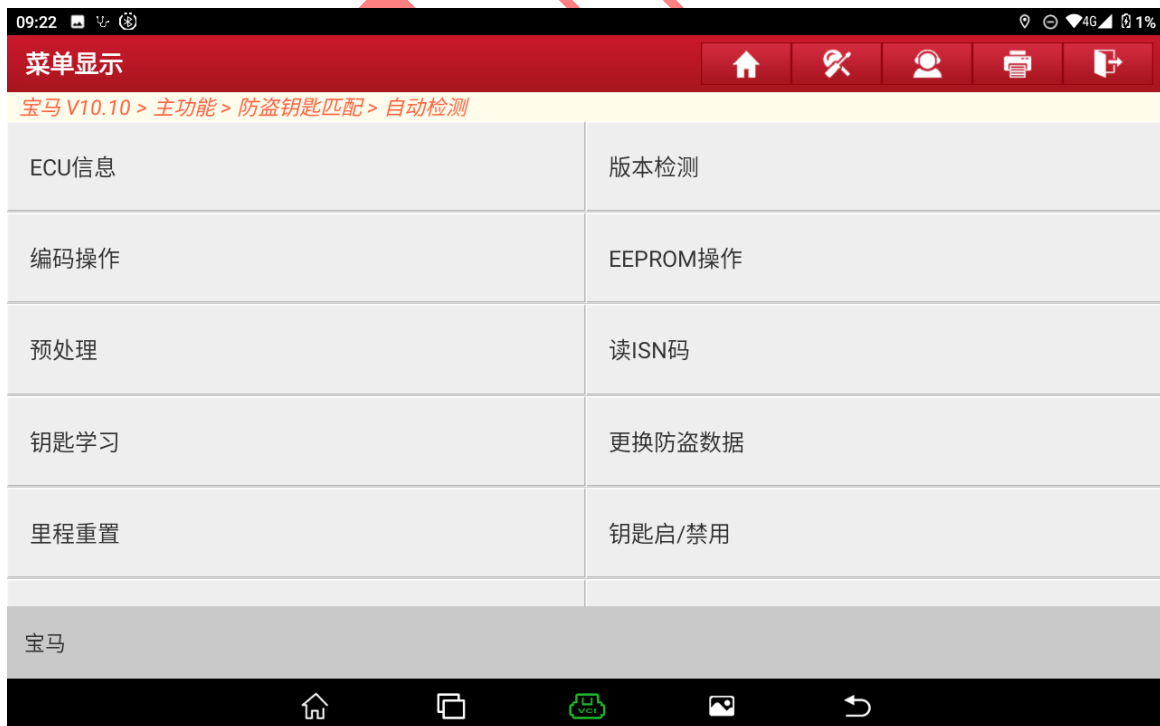 09:22 4G 1%
菜单显示
宝马 V10.10 > 主功能 > 防盗钥匙匹配 > 自动检测
ECU信息 版本检测
编码操作 EEPROM操作
预处理 读ISN码
钥匙学习 更换防盗数据
里程重置 钥匙启/禁用
宝马
VCI